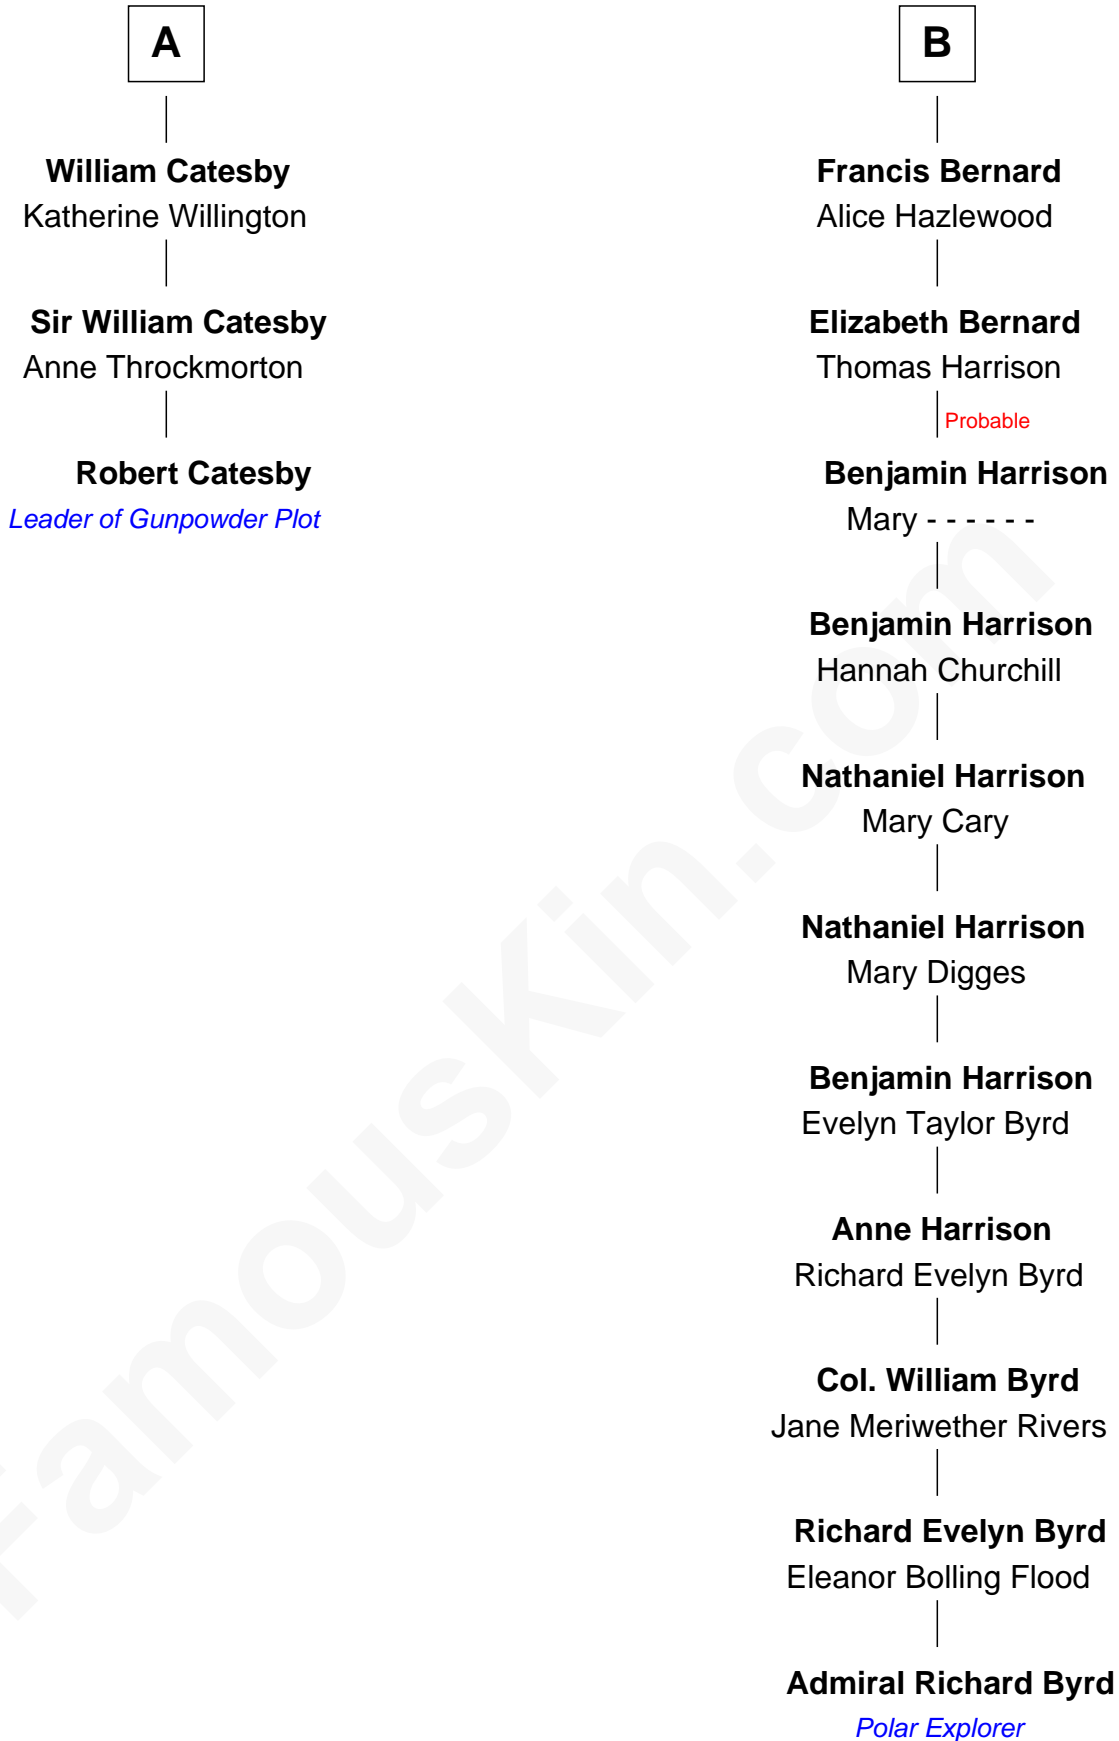 A
William Catesby
Katherine Willington
Sir William Catesby
Anne Throckmorton
Robert Catesby
Leader of Gunpowder Plot
B
Francis Bernard
Alice Hazlewood
Elizabeth Bernard
Thomas Harrison
Probable
Benjamin Harrison
Mary - - - - - -
Benjamin Harrison
Hannah Churchill
Nathaniel Harrison
Mary Cary
Nathaniel Harrison
Mary Digges
Benjamin Harrison
Evelyn Taylor Byrd
Anne Harrison
Richard Evelyn Byrd
Col. William Byrd
Jane Meriwether Rivers
Richard Evelyn Byrd
Eleanor Bolling Flood
Admiral Richard Byrd
Polar Explorer
FamousKin.com